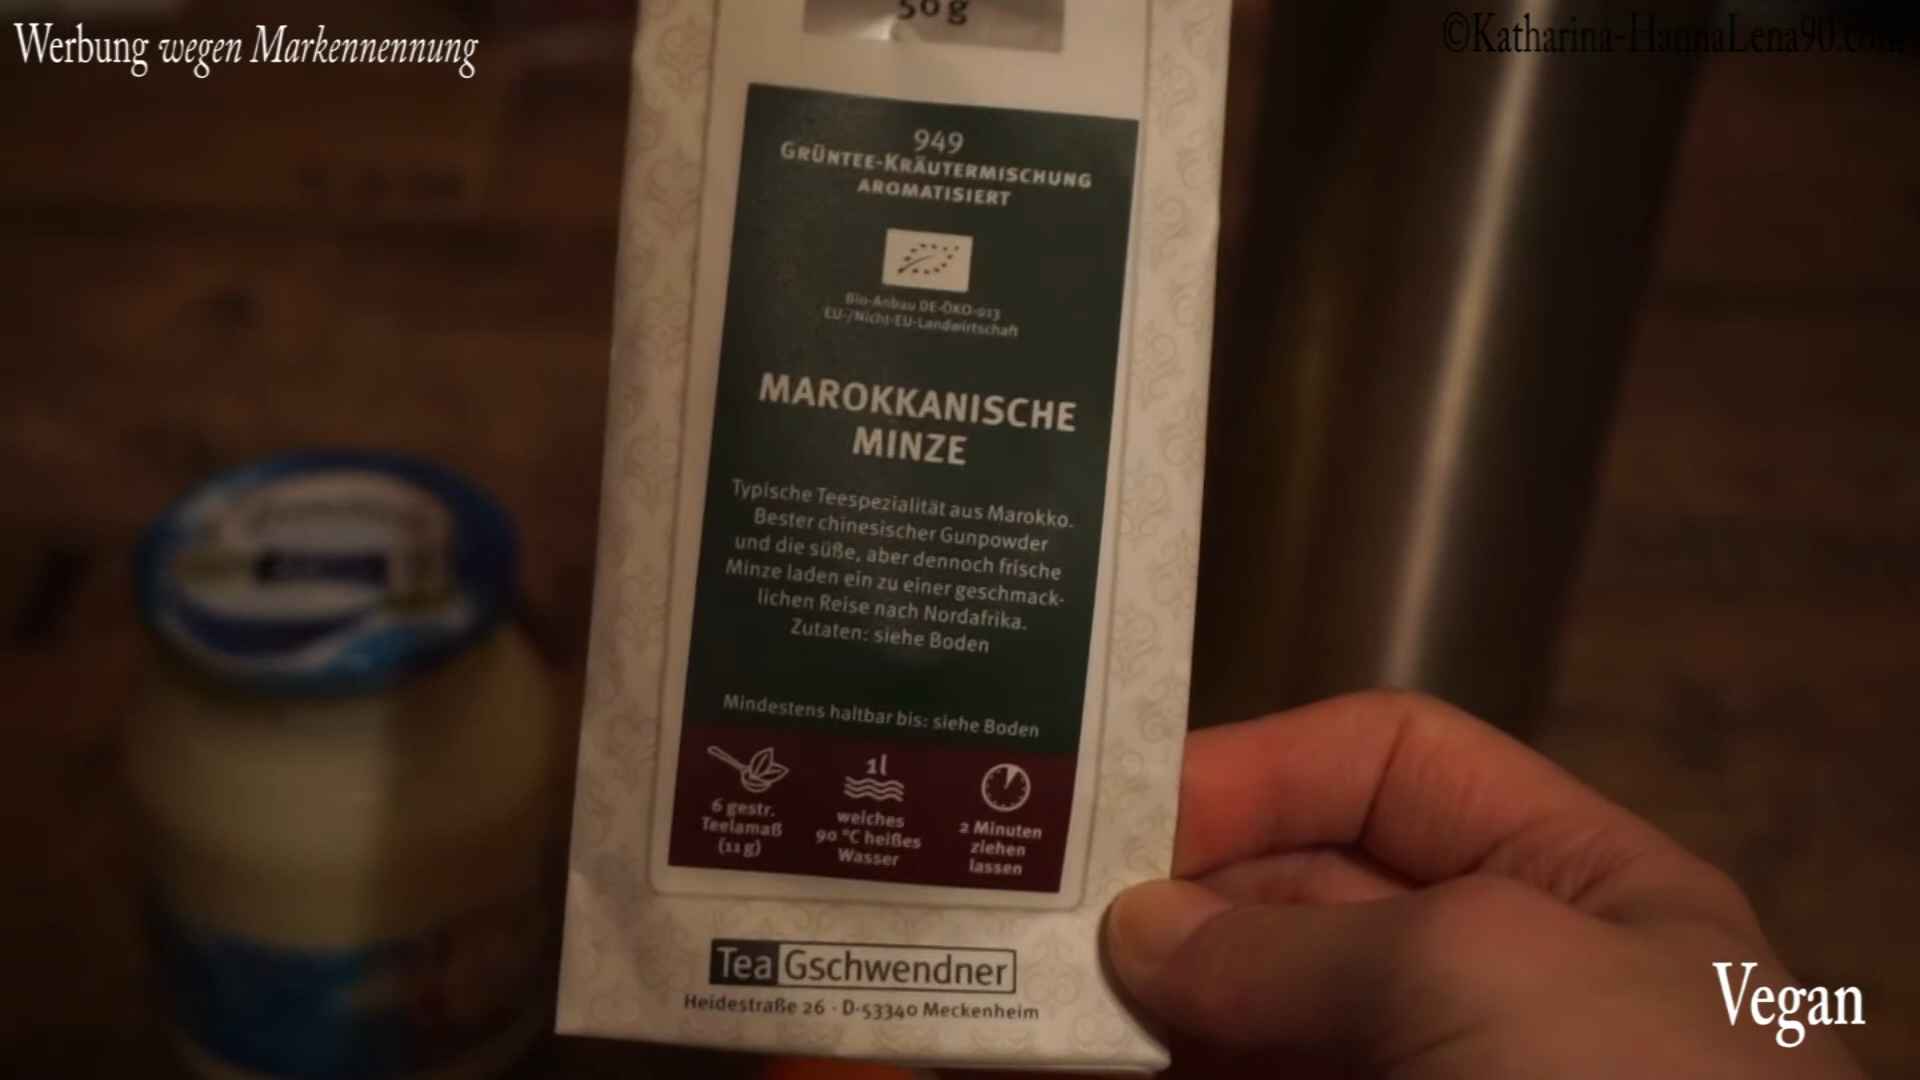 Werbung wegen Markennennung
©Katharina-HannaLena90.com
50 g
949
GRÜNTEE-KRÄUTERMISCHUNG
AROMATISIERT
Bio-Anbau DE-ÖKO-013
EU-/Nicht-EU-Landwirtschaft
MAROKKANISCHE
MINZE
Typische Teespezialität aus Marokko.
Bester chinesischer Gunpowder
und die süße, aber dennoch frische
Minze laden ein zu einer geschmack-
lichen Reise nach Nordafrika.
Zutaten: siehe Boden
Mindestens haltbar bis: siehe Boden
6 gestr.
Teelamaß
(11 g)
1l
weiches
90 °C heißes
Wasser
2 Minuten
ziehen
lassen
Tea Gschwendner
Heidestraße 26 · D-53340 Meckenheim
Vegan